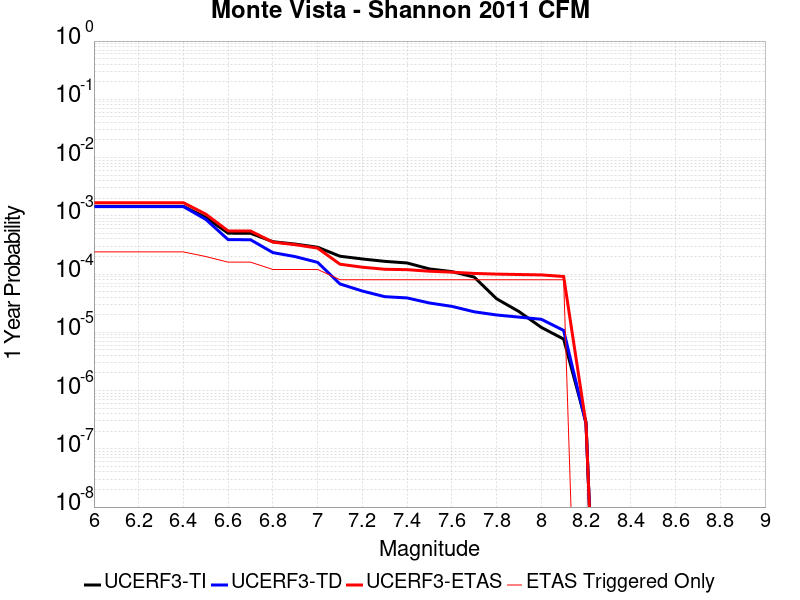 Monte Vista - Shannon 2011 CFM
10^0
10^-1
10^-2
10^-3
10^-4
10^-5
10^-6
10^-7
10^-8
1 Year Probability
6 6.2 6.4 6.6 6.8 7 7.2 7.4 7.6 7.8 8 8.2 8.4 8.6 8.8 9
Magnitude
UCERF3-TI UCERF3-TD UCERF3-ETAS ETAS Triggered Only